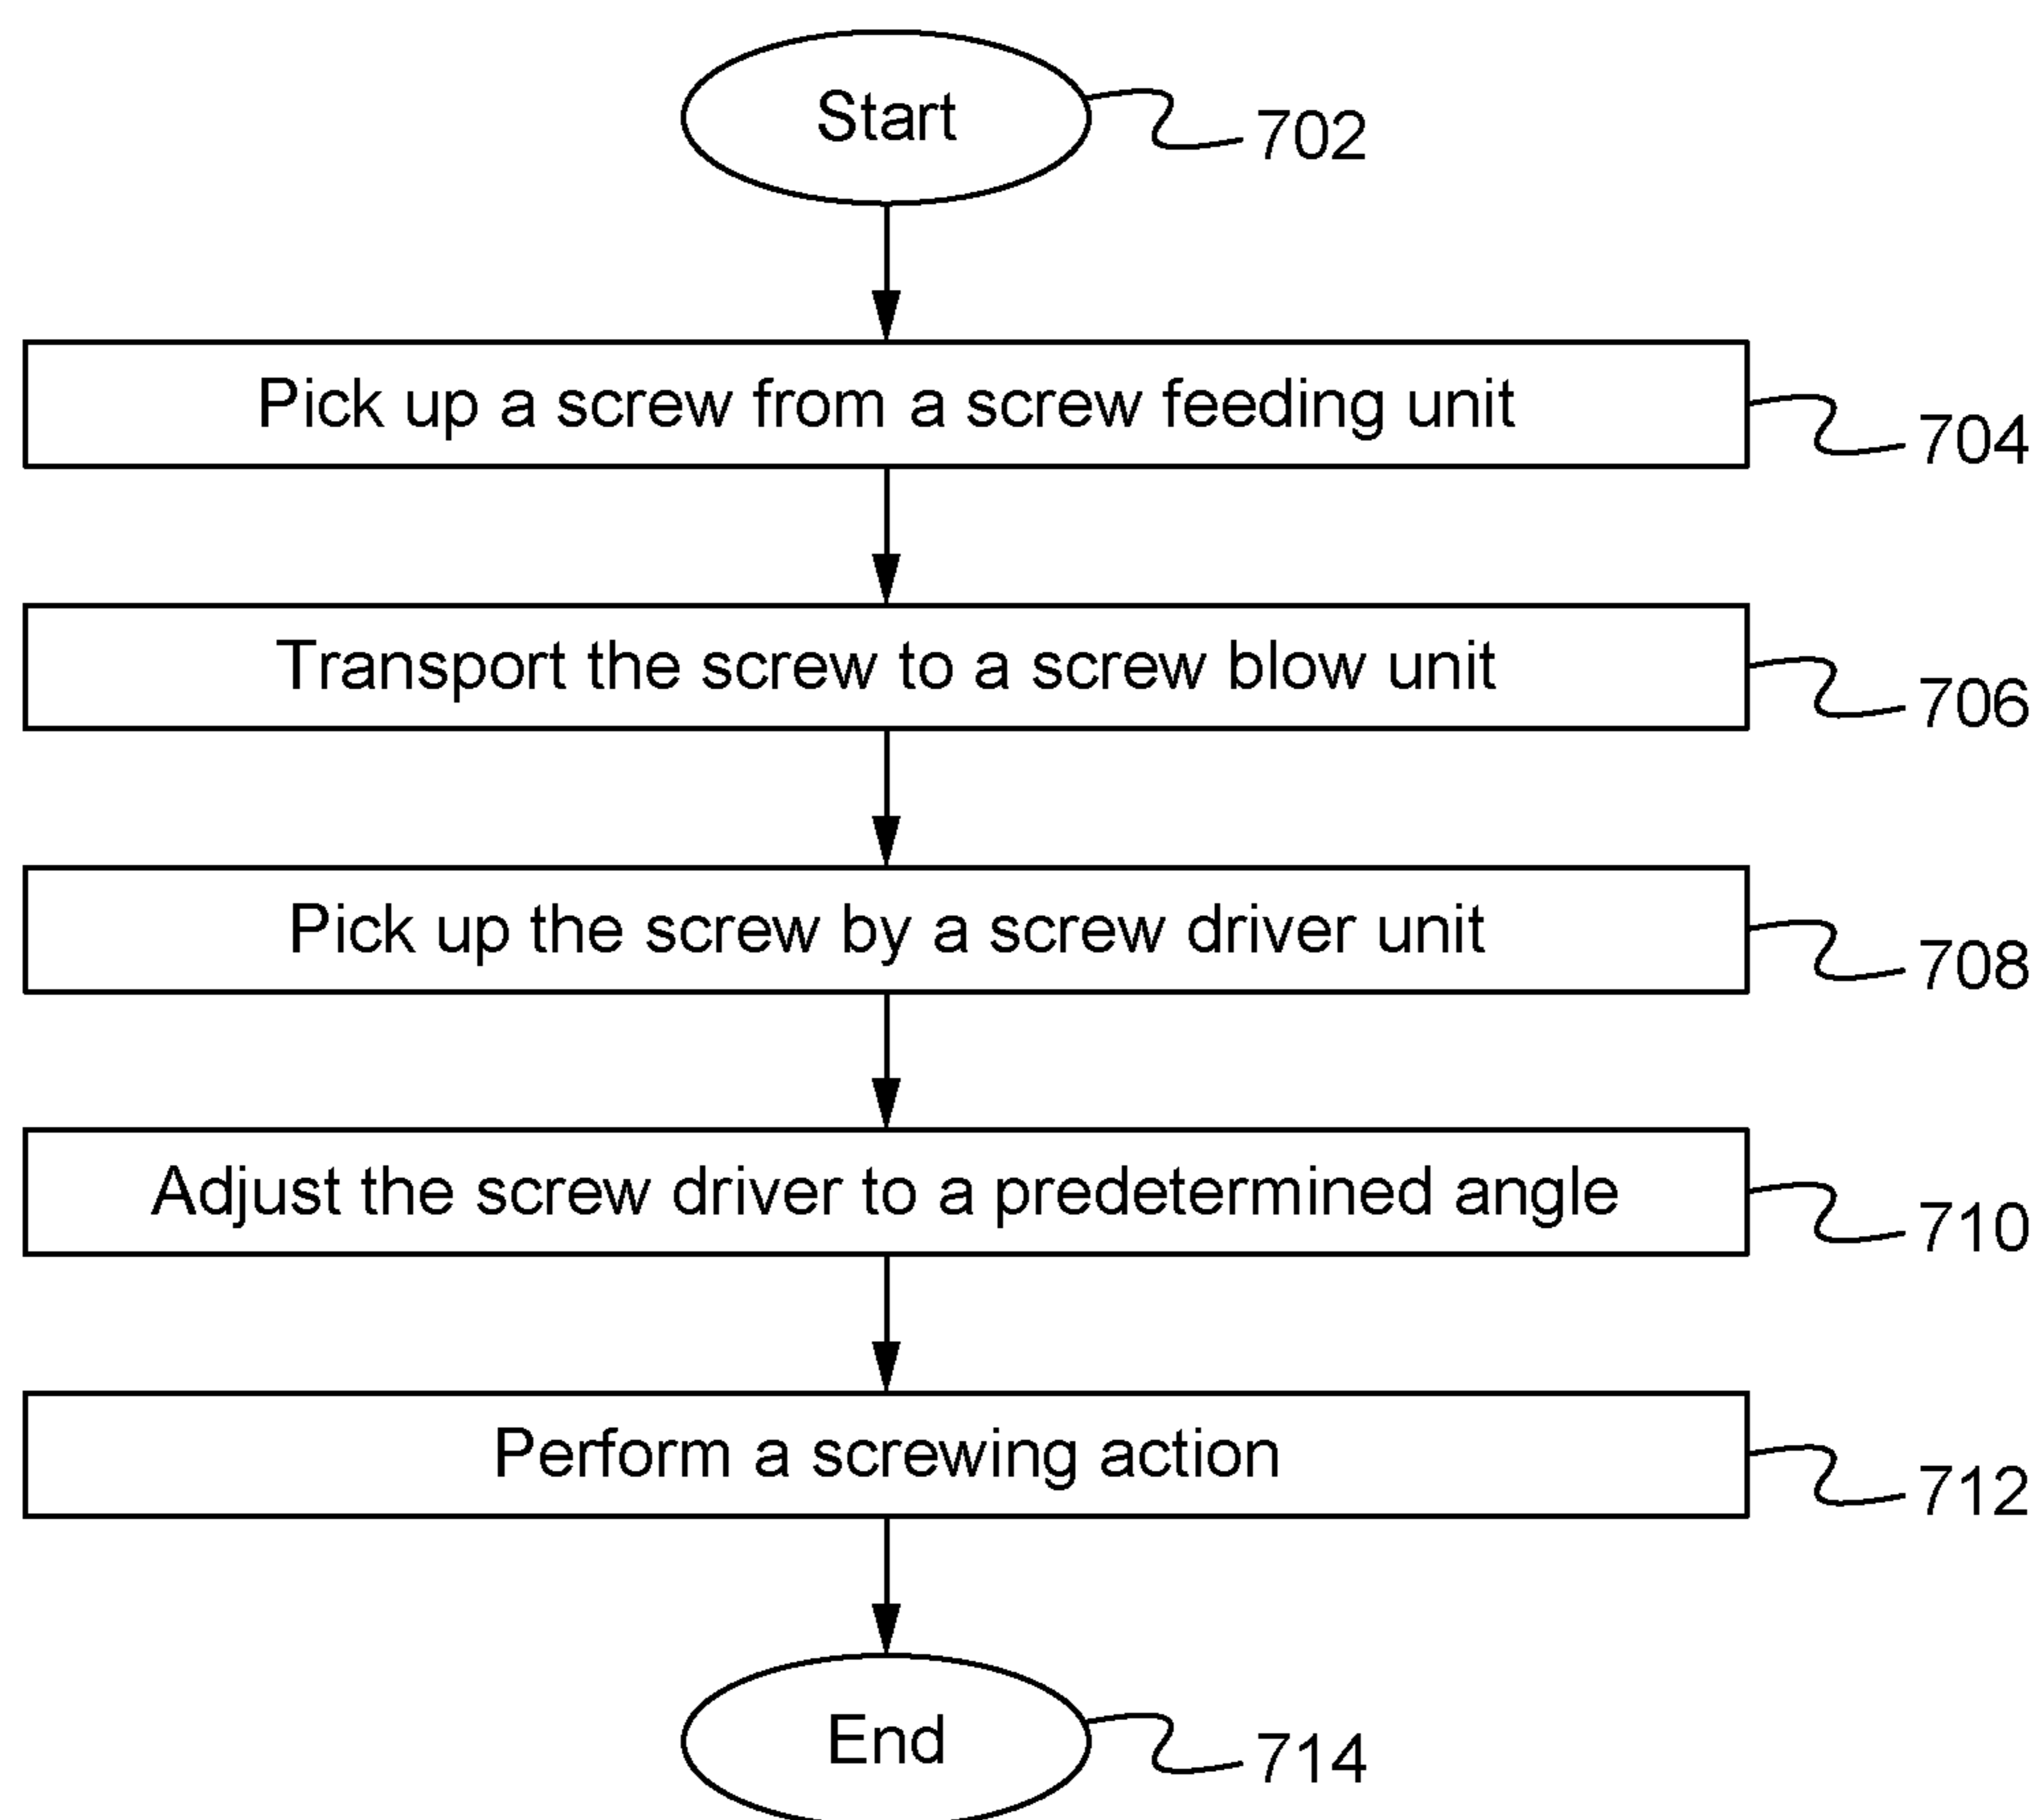 Start
702
Pick up a screw from a screw feeding unit
704
Transport the screw to a screw blow unit
706
Pick up the screw by a screw driver unit
708
Adjust the screw driver to a predetermined angle
710
Perform a screwing action
712
End
714